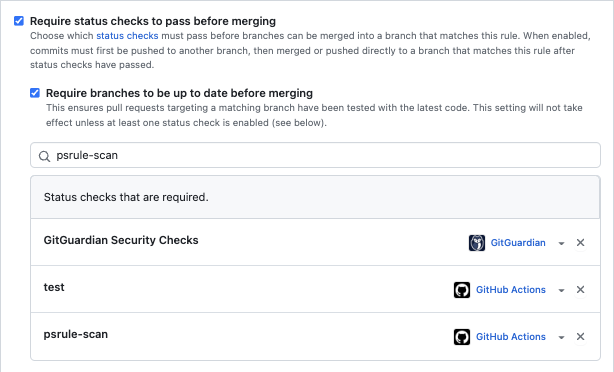 Require status checks to pass before merging
Choose which status checks must pass before branches can be merged into a branch that matches this rule. When enabled,
commits must first be pushed to another branch, then merged or pushed directly to a branch that matches this rule after
status checks have passed.
Require branches to be up to date before merging
This ensures pull requests targeting a matching branch have been tested with the latest code. This setting will not take
effect unless at least one status check is enabled (see below).
psrule-scan
Status checks that are required.
GitGuardian Security Checks GitGuardian
test GitHub Actions
psrule-scan GitHub Actions